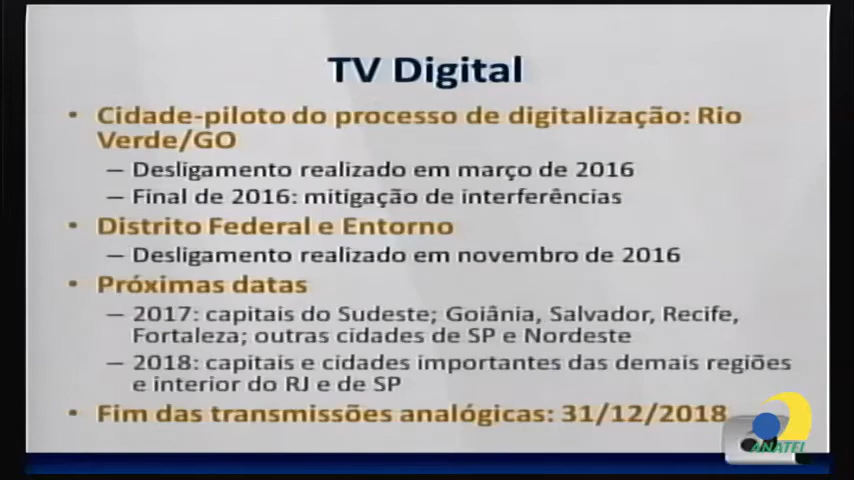 TV Digital
• Cidade-piloto do processo de digitalização: Rio
Verde/GO
– Desligamento realizado em março de 2016
– Final de 2016: mitigação de interferências
• Distrito Federal e Entorno
– Desligamento realizado em novembro de 2016
• Próximas datas
– 2017: capitais do Sudeste; Goiânia, Salvador, Recife,
Fortaleza; outras cidades de SP e Nordeste
– 2018: capitais e cidades importantes das demais regiões
e interior do RJ e de SP
• Fim das transmissões analógicas: 31/12/2018
ANATEL